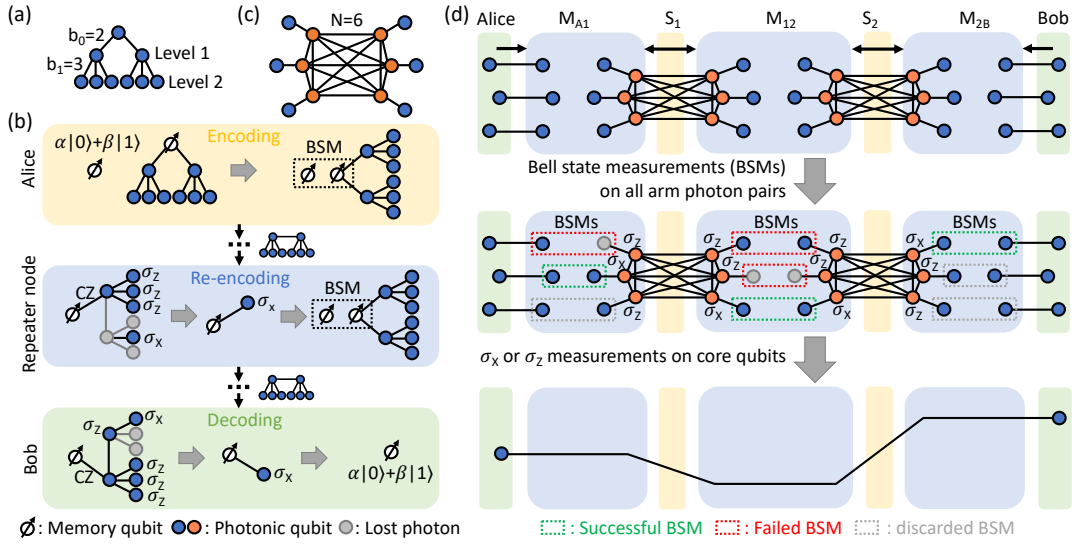 (a)
b₀=2
b₁=3
Level 1
Level 2
(c)
N=6
(b)
Alice
α|0⟩+β|1⟩
Encoding
BSM
Repeater node
σ_Z
CZ
σ_Z
σ_Z
σ_X
Re-encoding
σ_X
BSM
Bob
σ_Z
CZ
σ_X
σ_Z
σ_Z
σ_Z
Decoding
σ_X
α|0⟩+β|1⟩
: Memory qubit
: Photonic qubit
: Lost photon
(d)
Alice
M_A1
S₁
M₁₂
S₂
M_2B
Bob
Bell state measurements (BSMs)
on all arm photon pairs
BSMs
BSMs
BSMs
σ_Z
σ_Z
σ_Z
σ_X
σ_X
σ_Z
σ_Z
σ_Z
σ_Z
σ_X
σ_X
σ_Z
σ_X or σ_Z measurements on core qubits
: Successful BSM
: Failed BSM
: discarded BSM